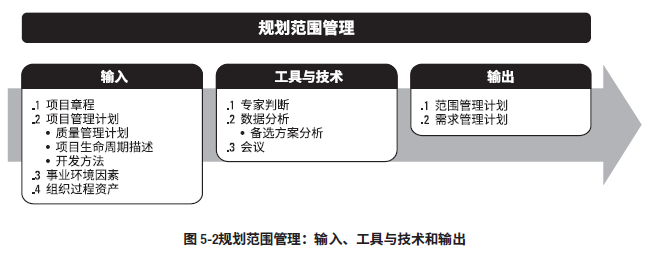 规划范围管理
输入
.1 项目章程
.2 项目管理计划
• 质量管理计划
• 项目生命周期描述
• 开发方法
.3 事业环境因素
.4 组织过程资产
工具与技术
.1 专家判断
.2 数据分析
• 备选方案分析
.3 会议
输出
.1 范围管理计划
.2 需求管理计划
图 5-2规划范围管理：输入、工具与技术和输出